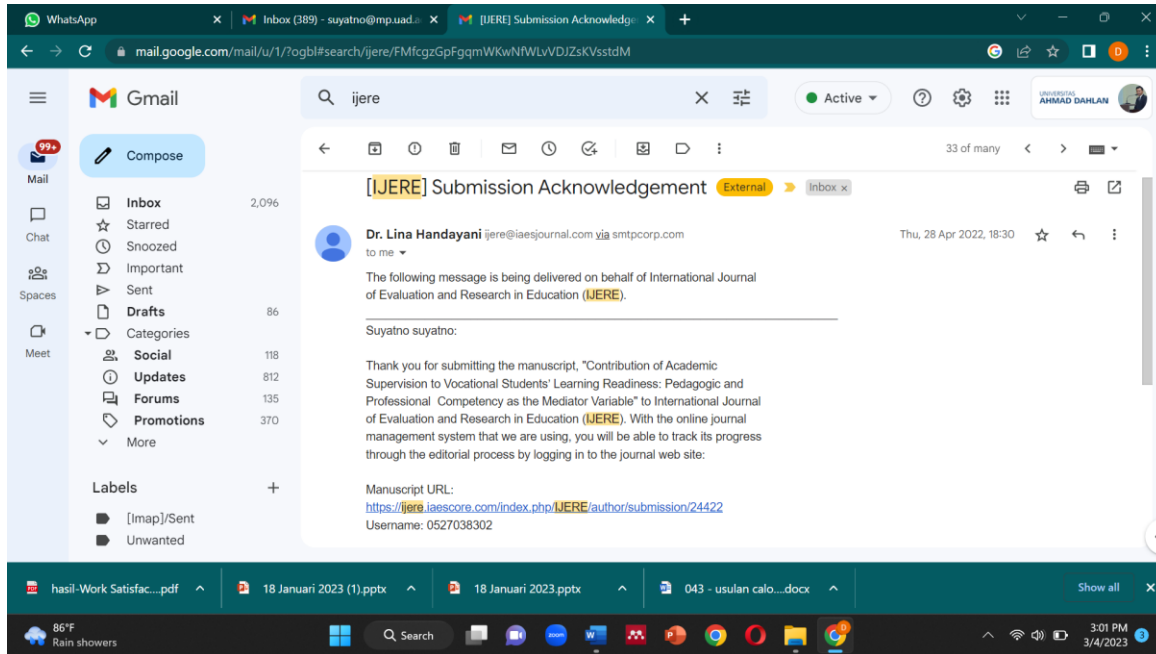 WhatsApp
Inbox (389) - suyatno@mp.uad.a
[IJERE] Submission Acknowledge
mail.google.com/mail/u/1/?ogbl#search/ijere/FMfcgzGpFgqmWKwNfWLvVDJZsKVsstdM
D
Gmail
ijere
Active
UNIVERSITAS
AHMAD DAHLAN
99+
Mail
Chat
Spaces
Meet
Compose
Inbox 2,096
Starred
Snoozed
Important
Sent
Drafts 86
Categories
Social 118
Updates 812
Forums 135
Promotions 370
More
Labels
[Imap]/Sent
Unwanted
33 of many
[IJERE] Submission Acknowledgement External Inbox x
Dr. Lina Handayani ijere@iaesjournal.com via smtpcorp.com Thu, 28 Apr 2022, 18:30
to me
The following message is being delivered on behalf of International Journal
of Evaluation and Research in Education (IJERE).
Suyatno suyatno:
Thank you for submitting the manuscript, "Contribution of Academic
Supervision to Vocational Students' Learning Readiness: Pedagogic and
Professional Competency as the Mediator Variable" to International Journal
of Evaluation and Research in Education (IJERE). With the online journal
management system that we are using, you will be able to track its progress
through the editorial process by logging in to the journal web site:
Manuscript URL:
https://ijere.iaescore.com/index.php/IJERE/author/submission/24422
Username: 0527038302
hasil-Work Satisfac....pdf
18 Januari 2023 (1).pptx
18 Januari 2023.pptx
043 - usulan calo....docx
Show all
86°F
Rain showers
Search
zoom
3:01 PM
3/4/2023
3